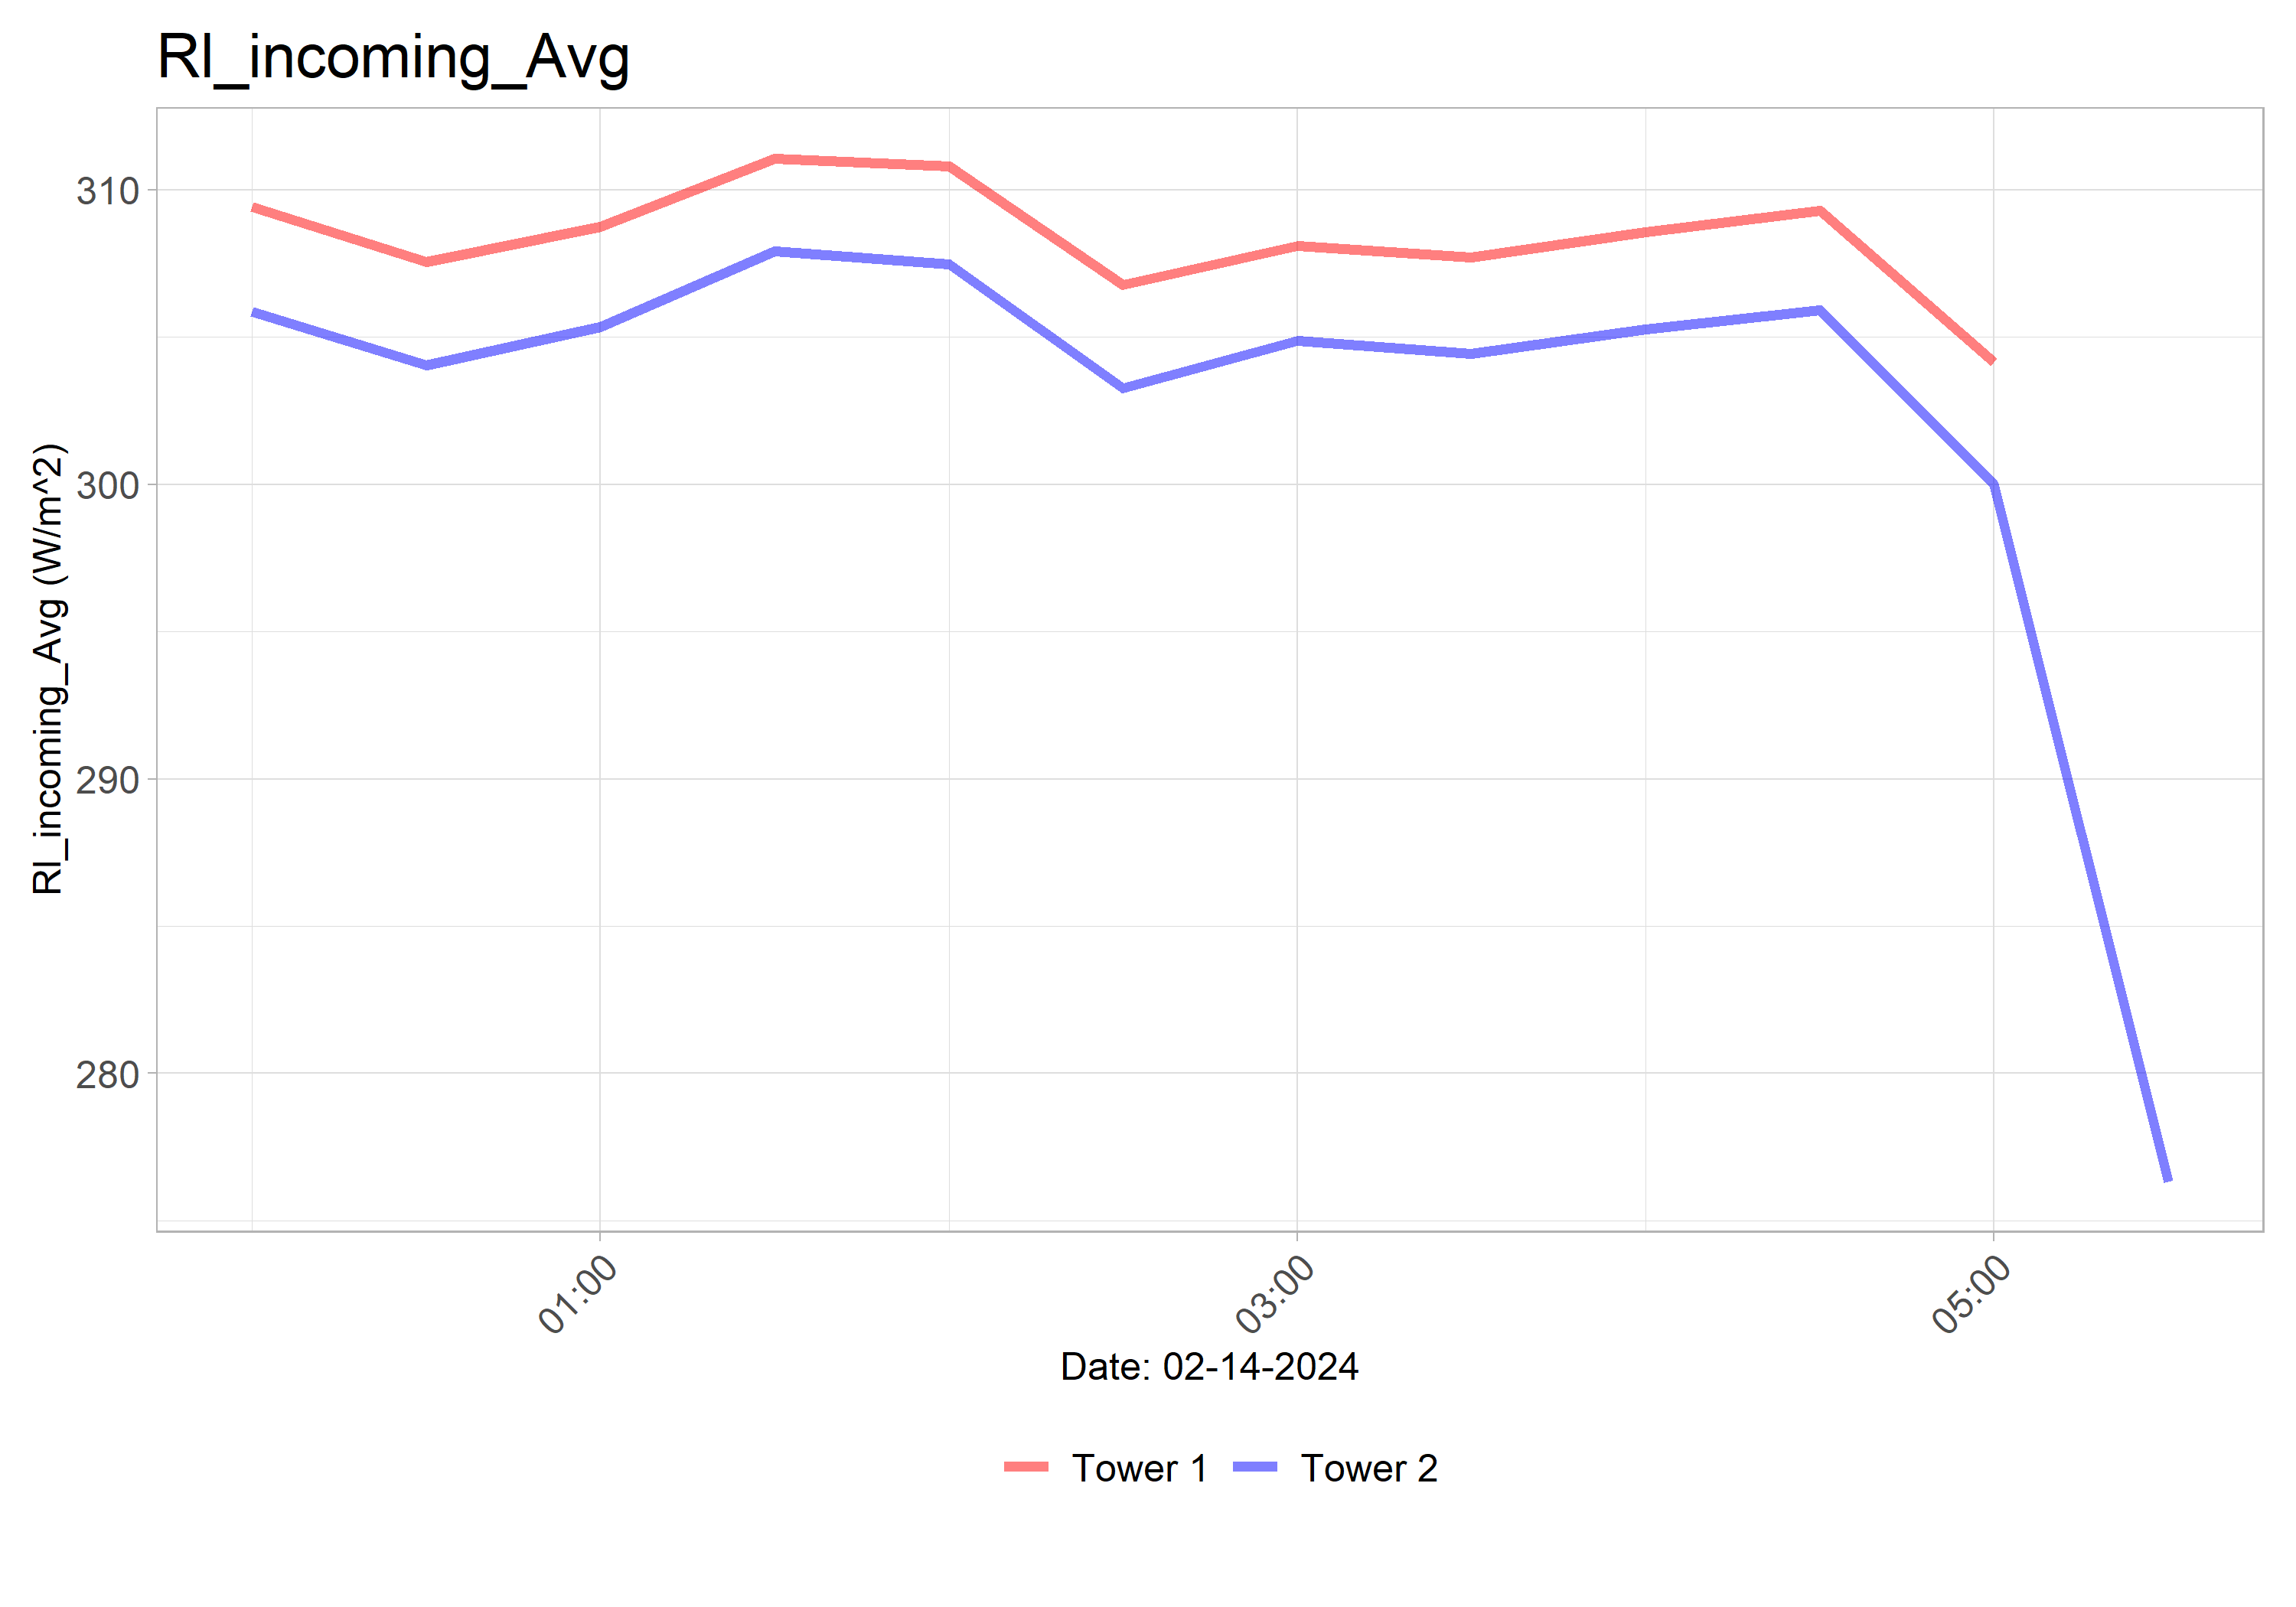 Rl_incoming_Avg
310
300
290
280
Rl_incoming_Avg (W/m^2)
01:00
03:00
05:00
Date: 02-14-2024
Tower 1
Tower 2